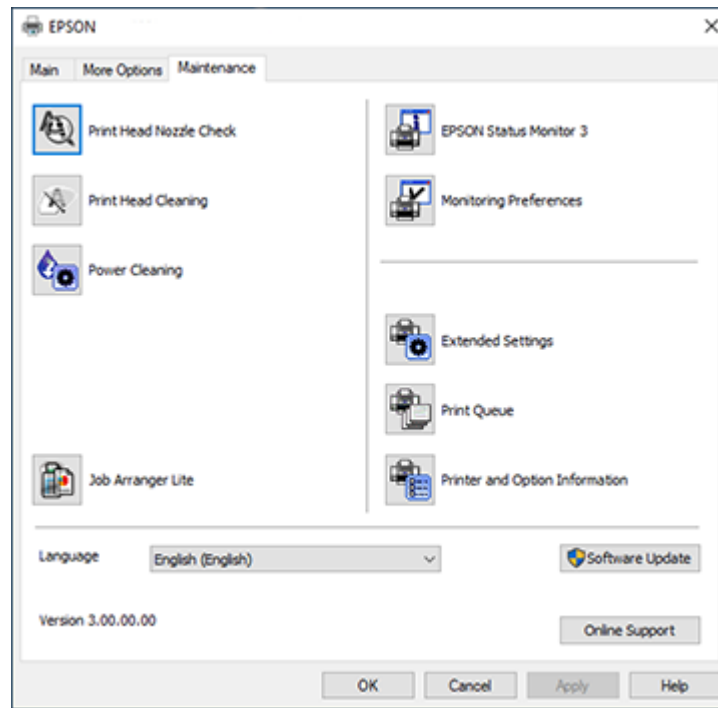 EPSON
Main More Options Maintenance
Print Head Nozzle Check
Print Head Cleaning
Power Cleaning
Job Arranger Lite
EPSON Status Monitor 3
Monitoring Preferences
Extended Settings
Print Queue
Printer and Option Information
Language English (English) Software Update
Version 3.00.00.00
Online Support
OK Cancel Apply Help